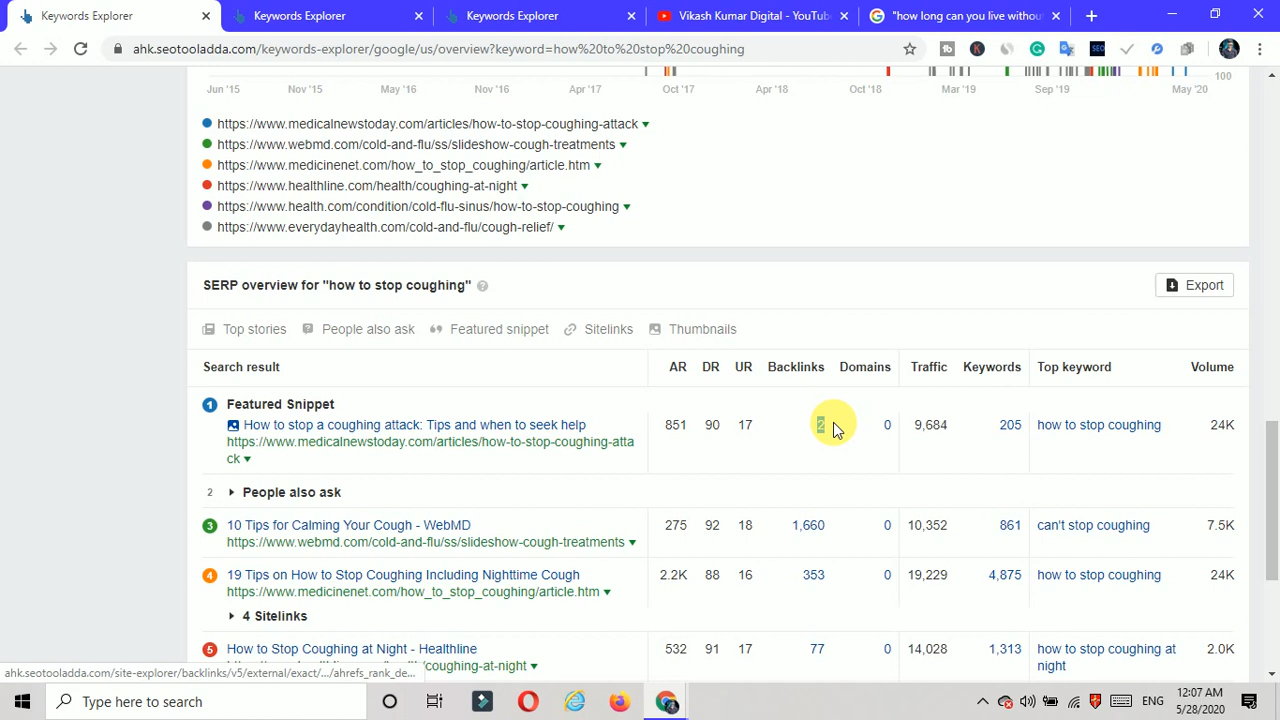 Keywords Explorer
Keywords Explorer
Keywords Explorer
Vikash Kumar Digital - YouTube
"how long can you live withou
ahk.seotooladda.com/keywords-explorer/google/us/overview?keyword=how%20to%20stop%20coughing
100
Jun '15 Nov '15 May '16 Nov '16 Apr '17 Oct '17 Apr '18 Oct '18 Mar '19 Sep '19 May '20
https://www.medicalnewstoday.com/articles/how-to-stop-coughing-attack
https://www.webmd.com/cold-and-flu/ss/slideshow-cough-treatments
https://www.medicinenet.com/how_to_stop_coughing/article.htm
https://www.healthline.com/health/coughing-at-night
https://www.health.com/condition/cold-flu-sinus/how-to-stop-coughing
https://www.everydayhealth.com/cold-and-flu/cough-relief/
SERP overview for "how to stop coughing" ?
Export
Top stories People also ask Featured snippet Sitelinks Thumbnails
Search result AR DR UR Backlinks Domains Traffic Keywords Top keyword Volume
1 Featured Snippet
How to stop a coughing attack: Tips and when to seek help 851 90 17 2 0 9,684 205 how to stop coughing 24K
https://www.medicalnewstoday.com/articles/how-to-stop-coughing-atta
ck
2 People also ask
3 10 Tips for Calming Your Cough - WebMD 275 92 18 1,660 0 10,352 861 can't stop coughing 7.5K
https://www.webmd.com/cold-and-flu/ss/slideshow-cough-treatments
4 19 Tips on How to Stop Coughing Including Nighttime Cough 2.2K 88 16 353 0 19,229 4,875 how to stop coughing 24K
https://www.medicinenet.com/how_to_stop_coughing/article.htm
4 Sitelinks
5 How to Stop Coughing at Night - Healthline 532 91 17 77 0 14,028 1,313 how to stop coughing at 2.0K
night
/coughing-at-night
ahk.seotooladda.com/site-explorer/backlinks/v5/external/exact/.../ahrefs_rank_de...
Type here to search
ENG
12:07 AM
5/28/2020